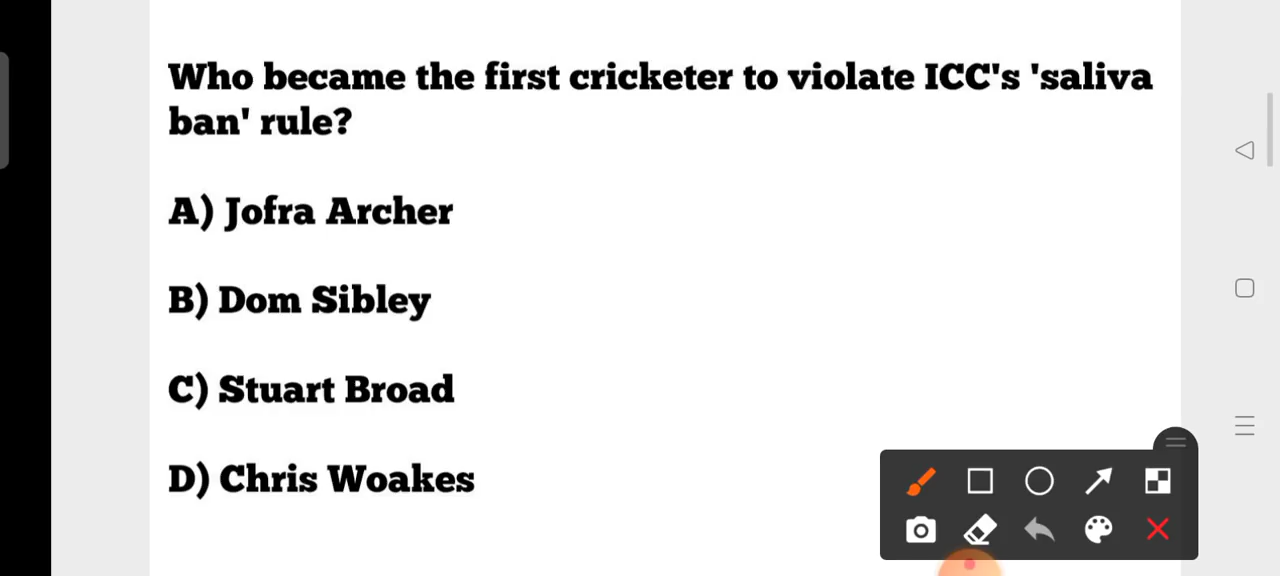 Who became the first cricketer to violate ICC's 'saliva
ban' rule?
A) Jofra Archer
B) Dom Sibley
C) Stuart Broad
D) Chris Woakes